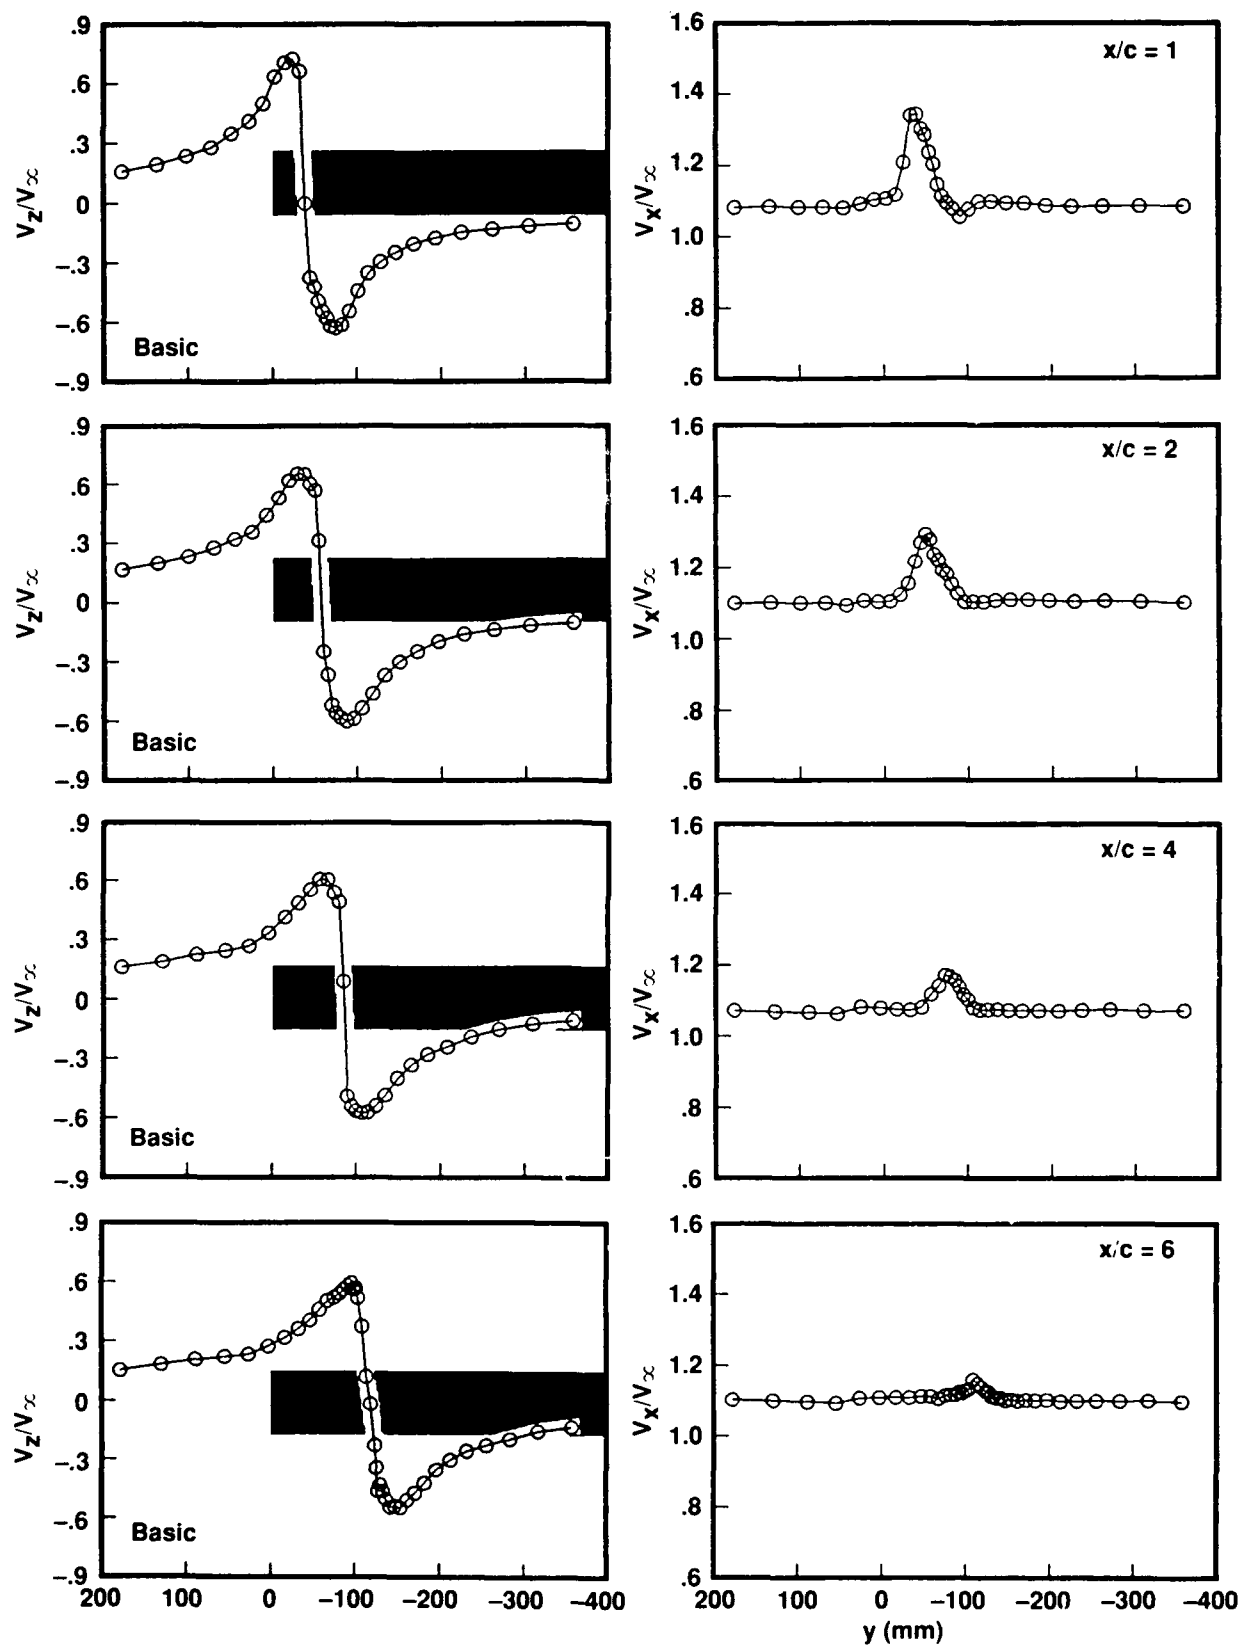 .9
.6
.3
0
–.3
–.6
–.9
Vz/V∞
Basic
1.6
1.4
1.2
1.0
.8
.6
Vx/V∞
x/c = 1
.9
.6
.3
0
–.3
–.6
–.9
Vz/V∞
Basic
1.6
1.4
1.2
1.0
.8
.6
Vx/V∞
x/c = 2
.9
.6
.3
0
–.3
–.6
–.9
Vz/V∞
Basic
1.6
1.4
1.2
1.0
.8
.6
Vx/V∞
x/c = 4
.9
.6
.3
0
–.3
–.6
–.9
Vz/V∞
Basic
200 100 0 –100 –200 –300 –400
1.6
1.4
1.2
1.0
.8
.6
Vx/V∞
x/c = 6
200 100 0 –100 –200 –300 –400
y (mm)